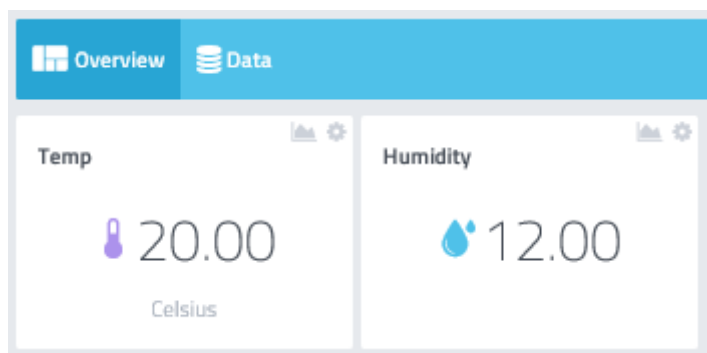 Overview Data
Temp
20.00
Celsius
Humidity
12.00